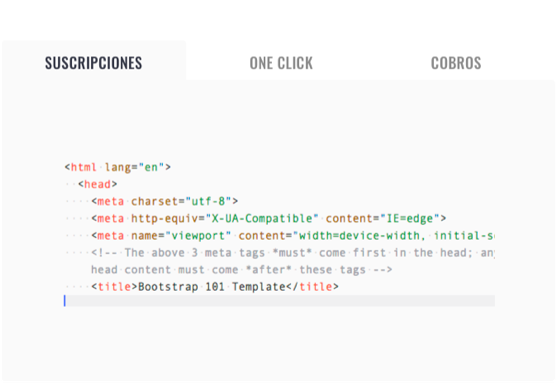 SUSCRIPCIONES ONE CLICK COBROS
<html lang="en">
<head>
<meta charset="utf-8">
<meta http-equiv="X-UA-Compatible" content="IE=edge">
<meta name="viewport" content="width=device-width, initial-s
<!-- The above 3 meta tags *must* come first in the head; any
head content must come *after* these tags -->
<title>Bootstrap 101 Template</title>